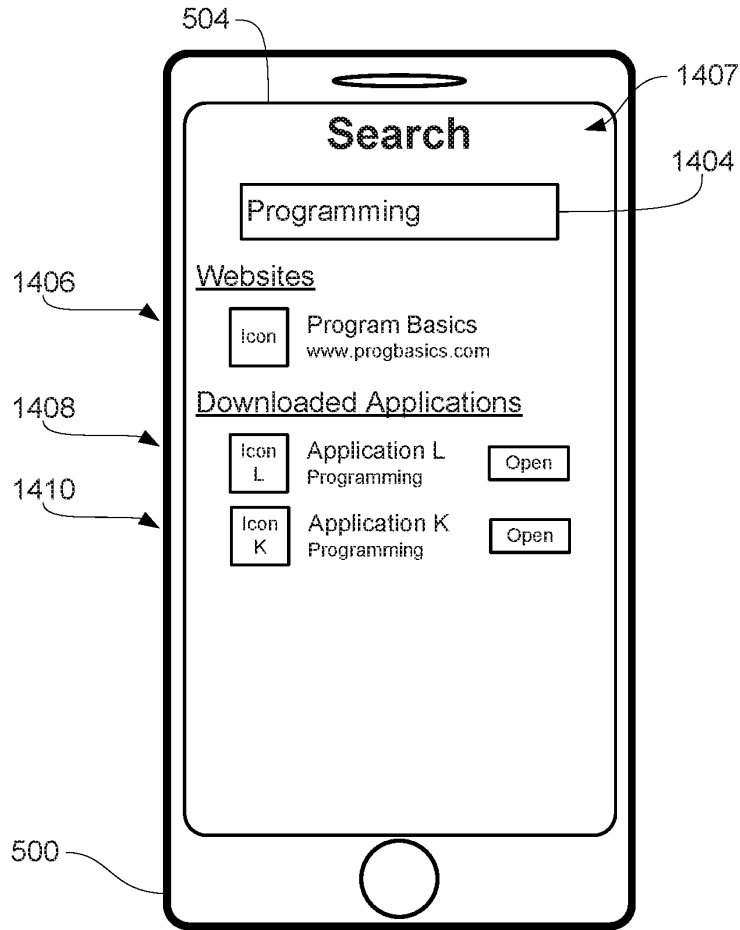 504
1407
Search
1404
Programming
Websites
1406
Icon
Program Basics
www.progbasics.com
Downloaded Applications
1408
Icon
L
Application L
Programming
Open
1410
Icon
K
Application K
Programming
Open
500